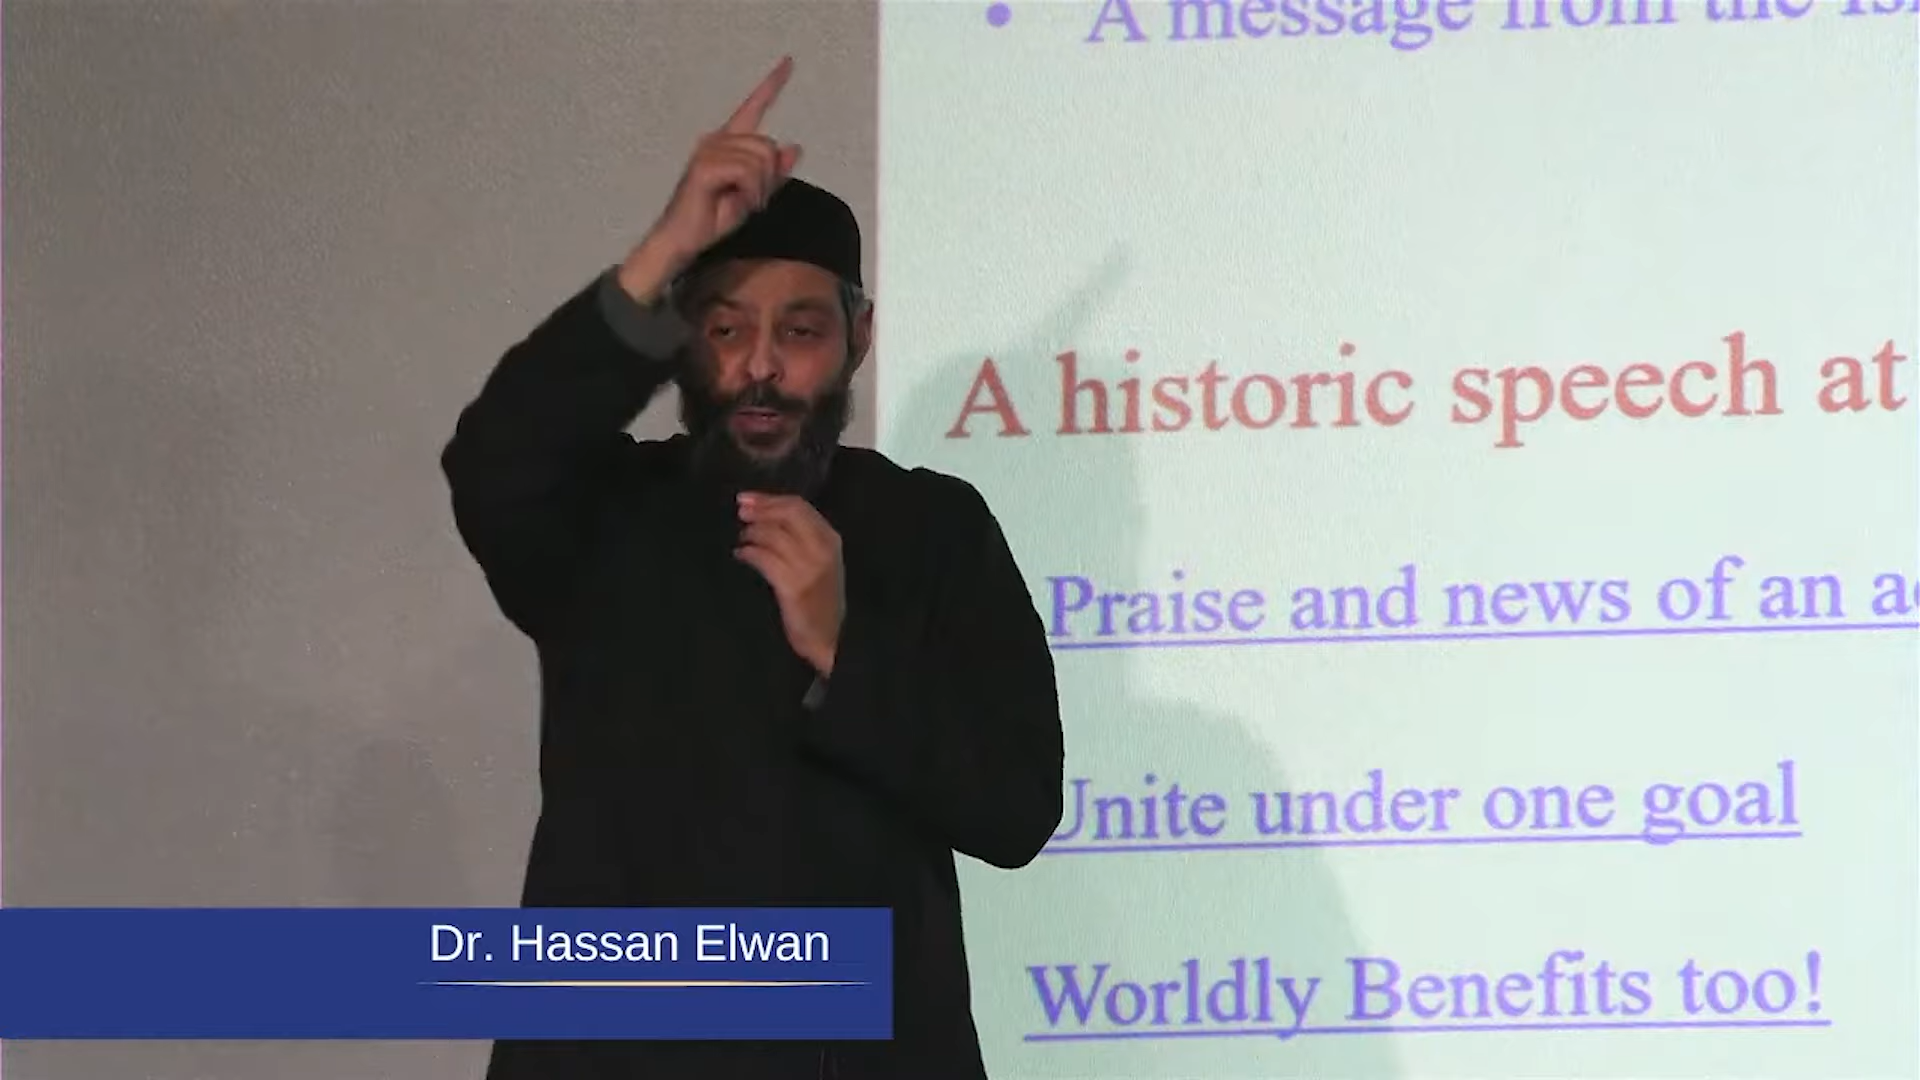 • A message from the
A historic speech at
Praise and news of an
Unite under one goal
Worldly Benefits too!
Dr. Hassan Elwan